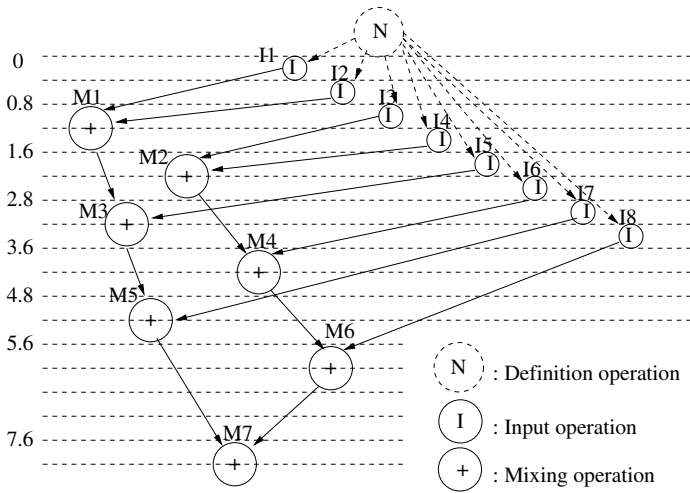 N
0
I1
I
I2
I
0.8
M1
I3
I
+
I4
I
1.6
M2
I5
I
+
I6
I
2.8
M3
I7
I
+
I8
I
3.6
M4
+
4.8
M5
+
M6
5.6
+
N : Definition operation
I : Input operation
7.6
M7
+
+ : Mixing operation